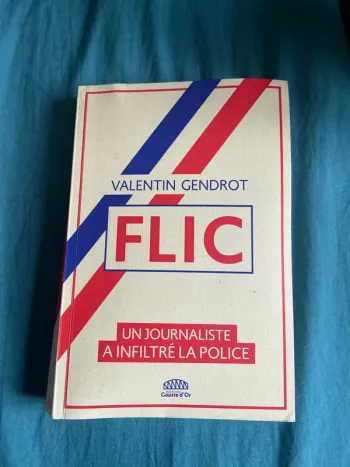 VALENTIN GENDROT
FLIC
UN JOURNALISTE
A INFILTRÉ LA POLICE
Goutte d'Or